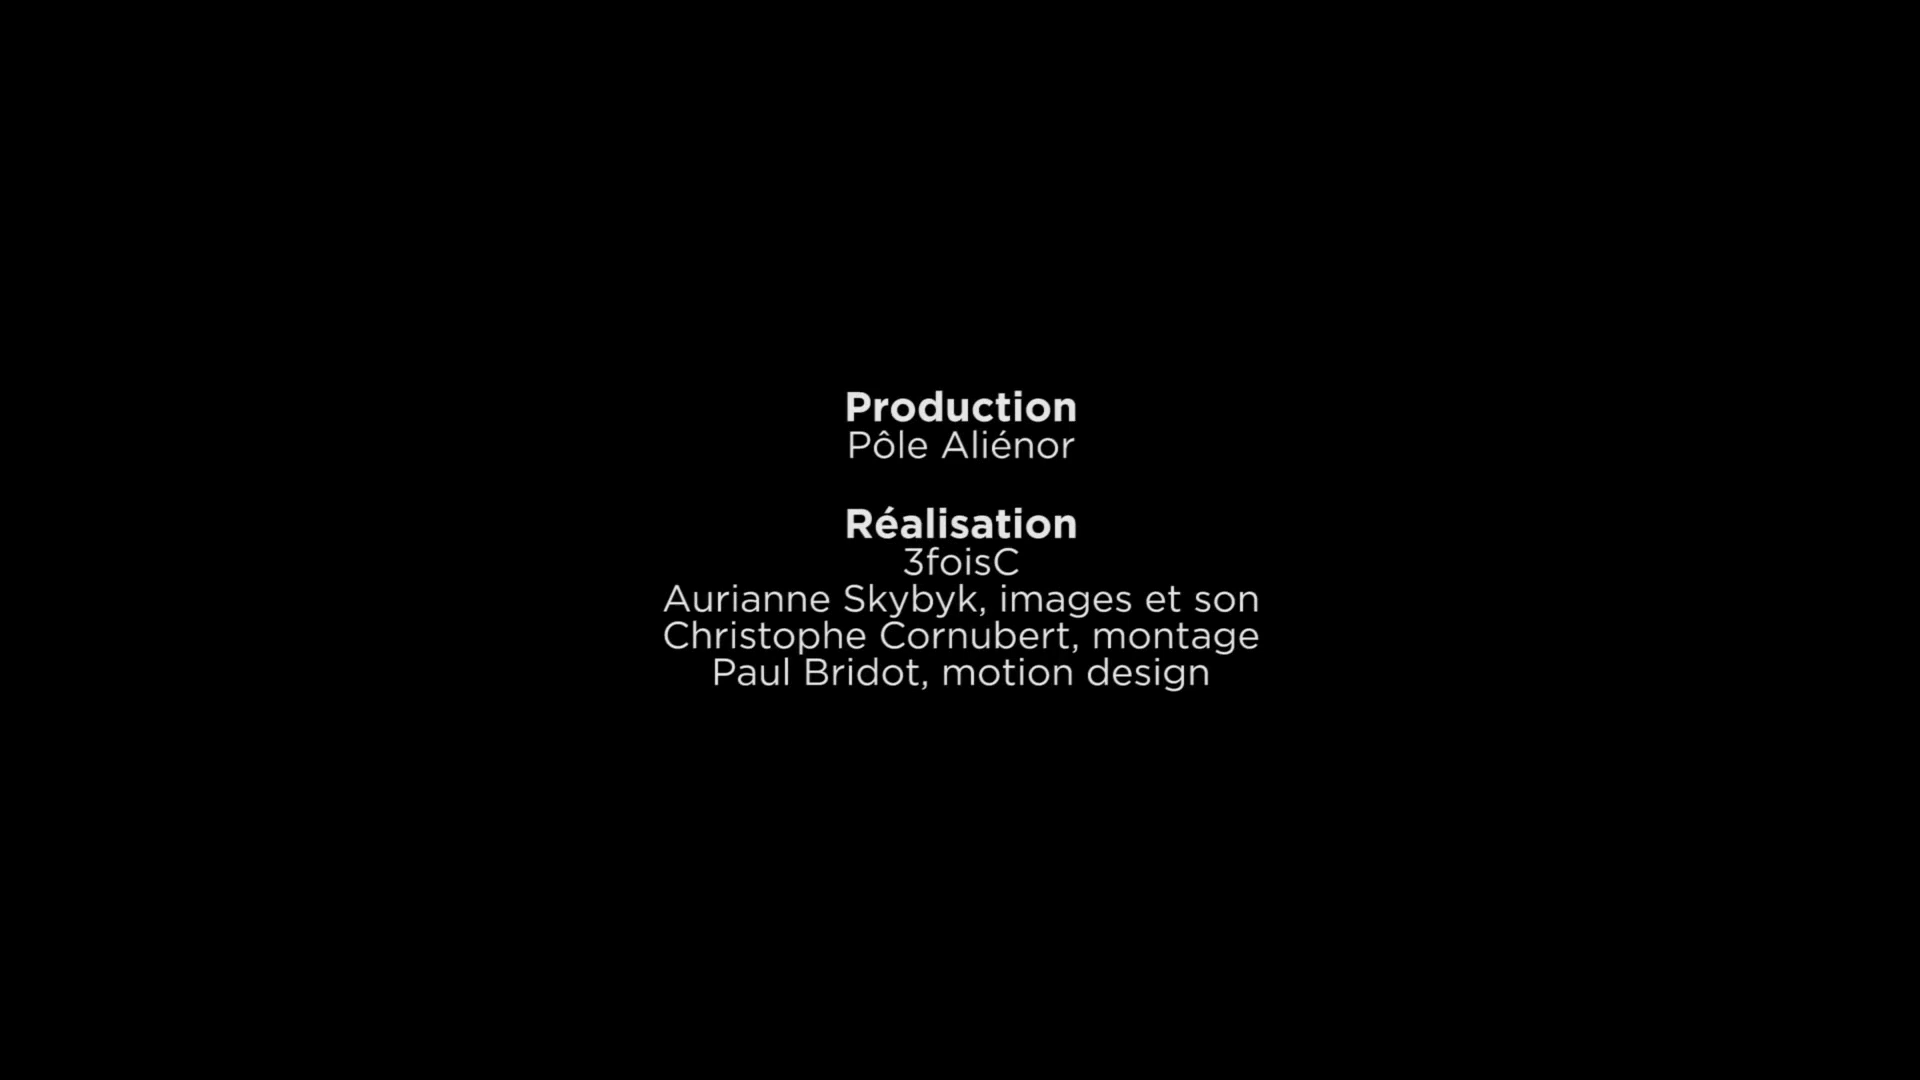 Production
Pôle Aliénor
Réalisation
3foisC
Aurianne Skybyk, images et son
Christophe Cornubert, montage
Paul Bridot, motion design